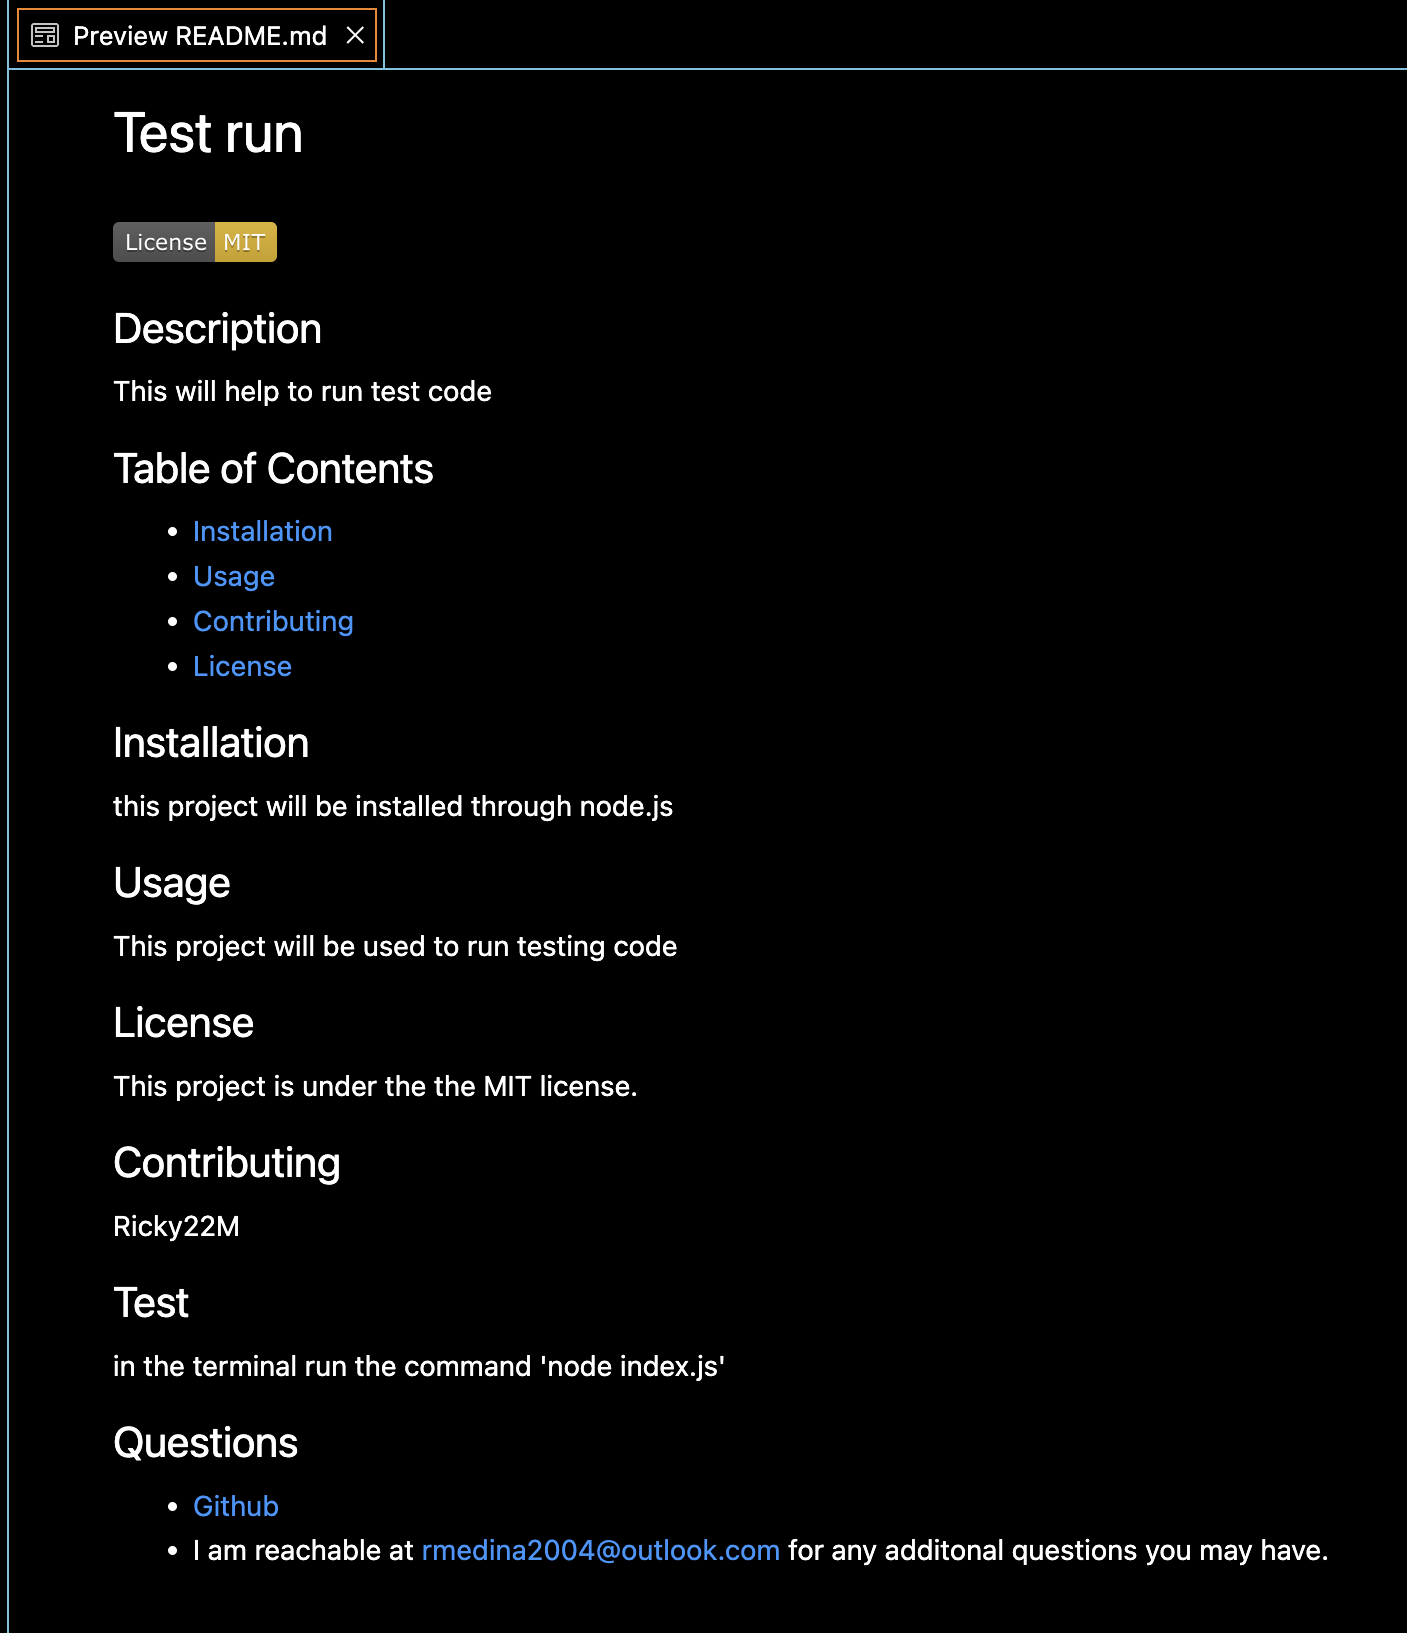 Preview README.md
Test run
License MIT
Description
This will help to run test code
Table of Contents
Installation
Usage
Contributing
License
Installation
this project will be installed through node.js
Usage
This project will be used to run testing code
License
This project is under the the MIT license.
Contributing
Ricky22M
Test
in the terminal run the command 'node index.js'
Questions
Github
I am reachable at rmedina2004@outlook.com for any additonal questions you may have.